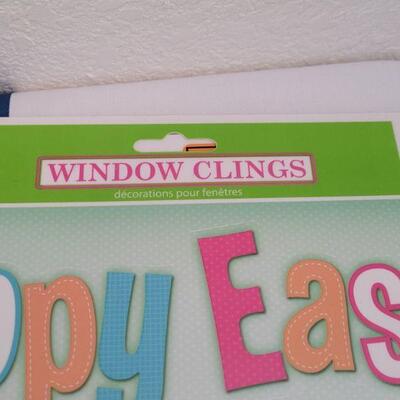 WINDOW CLINGS
décorations pour fenêtres
ppy Eas